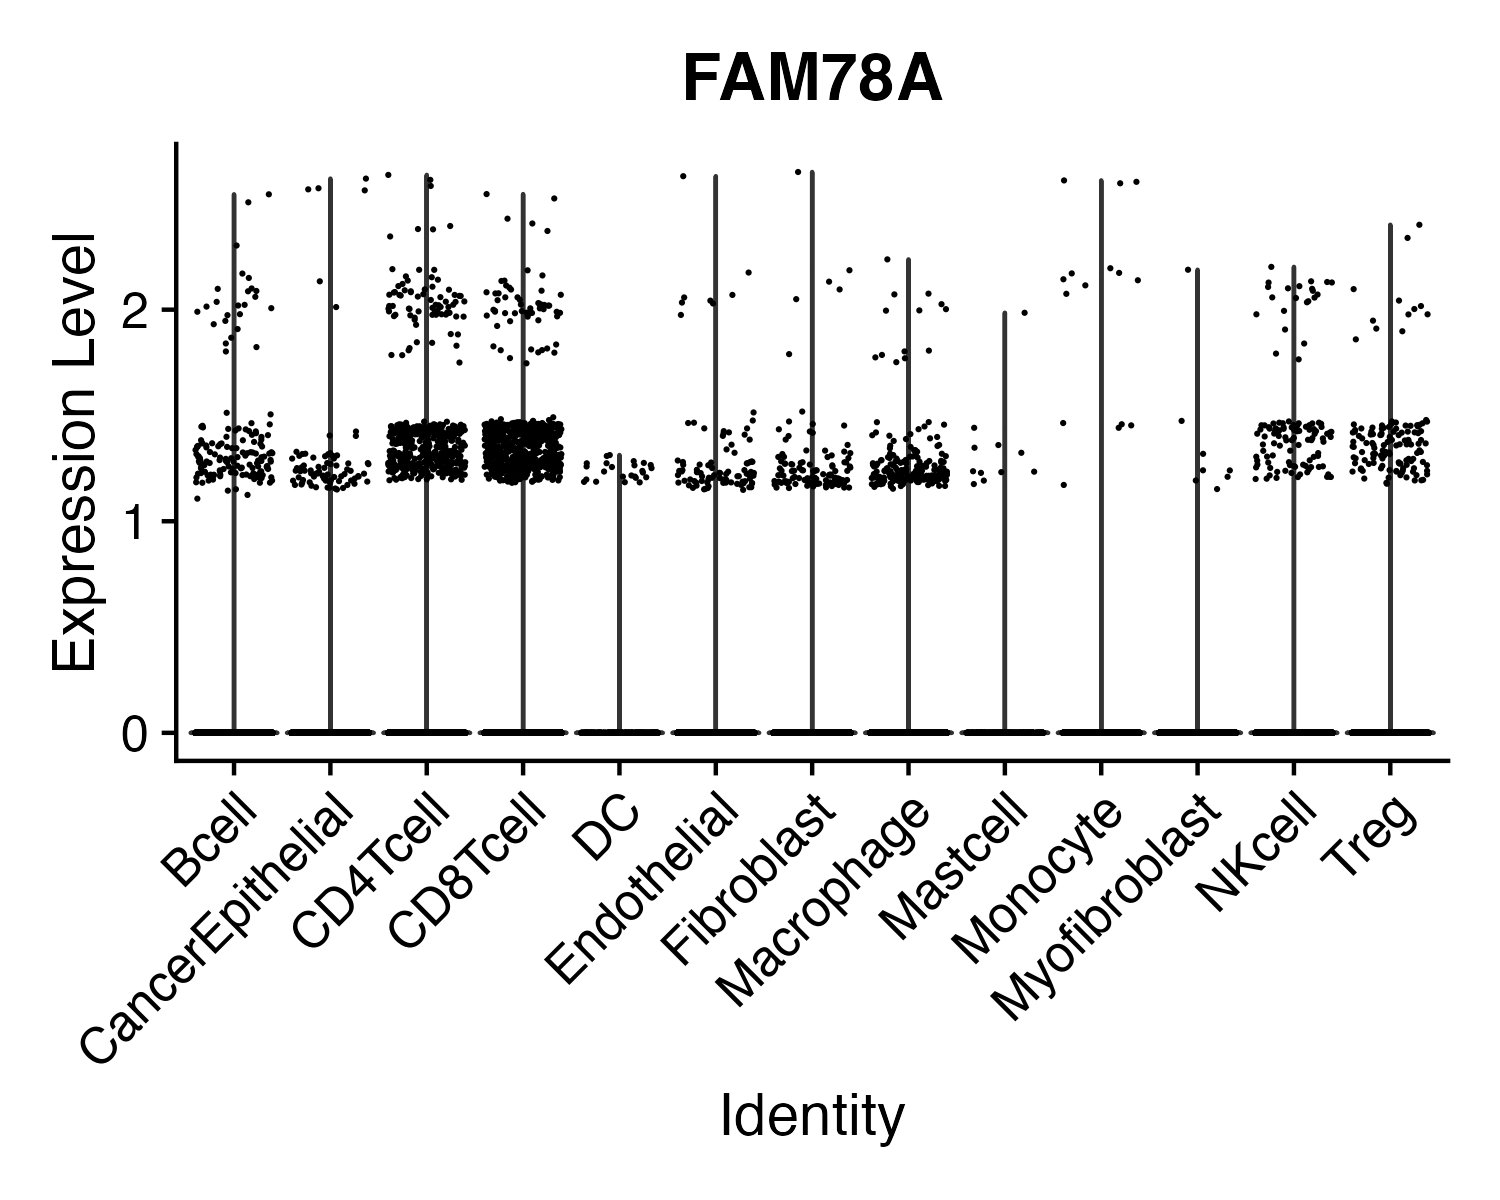 FAM78A
Expression Level
2
1
0
Bcell
CancerEpithelial
CD4Tcell
CD8Tcell
DC
Endothelial
Fibroblast
Macrophage
Mastcell
Monocyte
Myofibroblast
NKcell
Treg
Identity